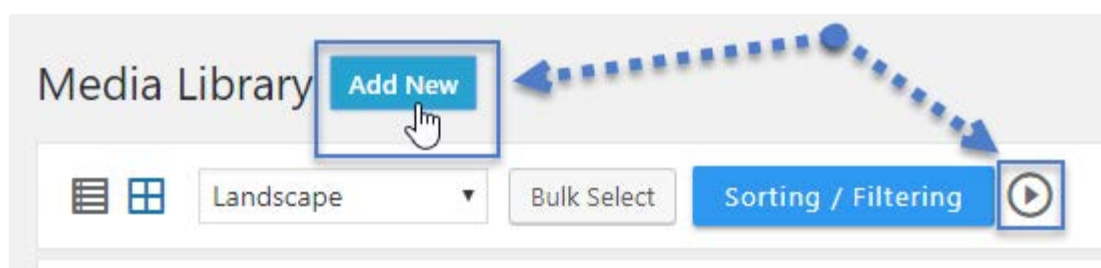 Media Library Add New
Landscape Bulk Select Sorting / Filtering